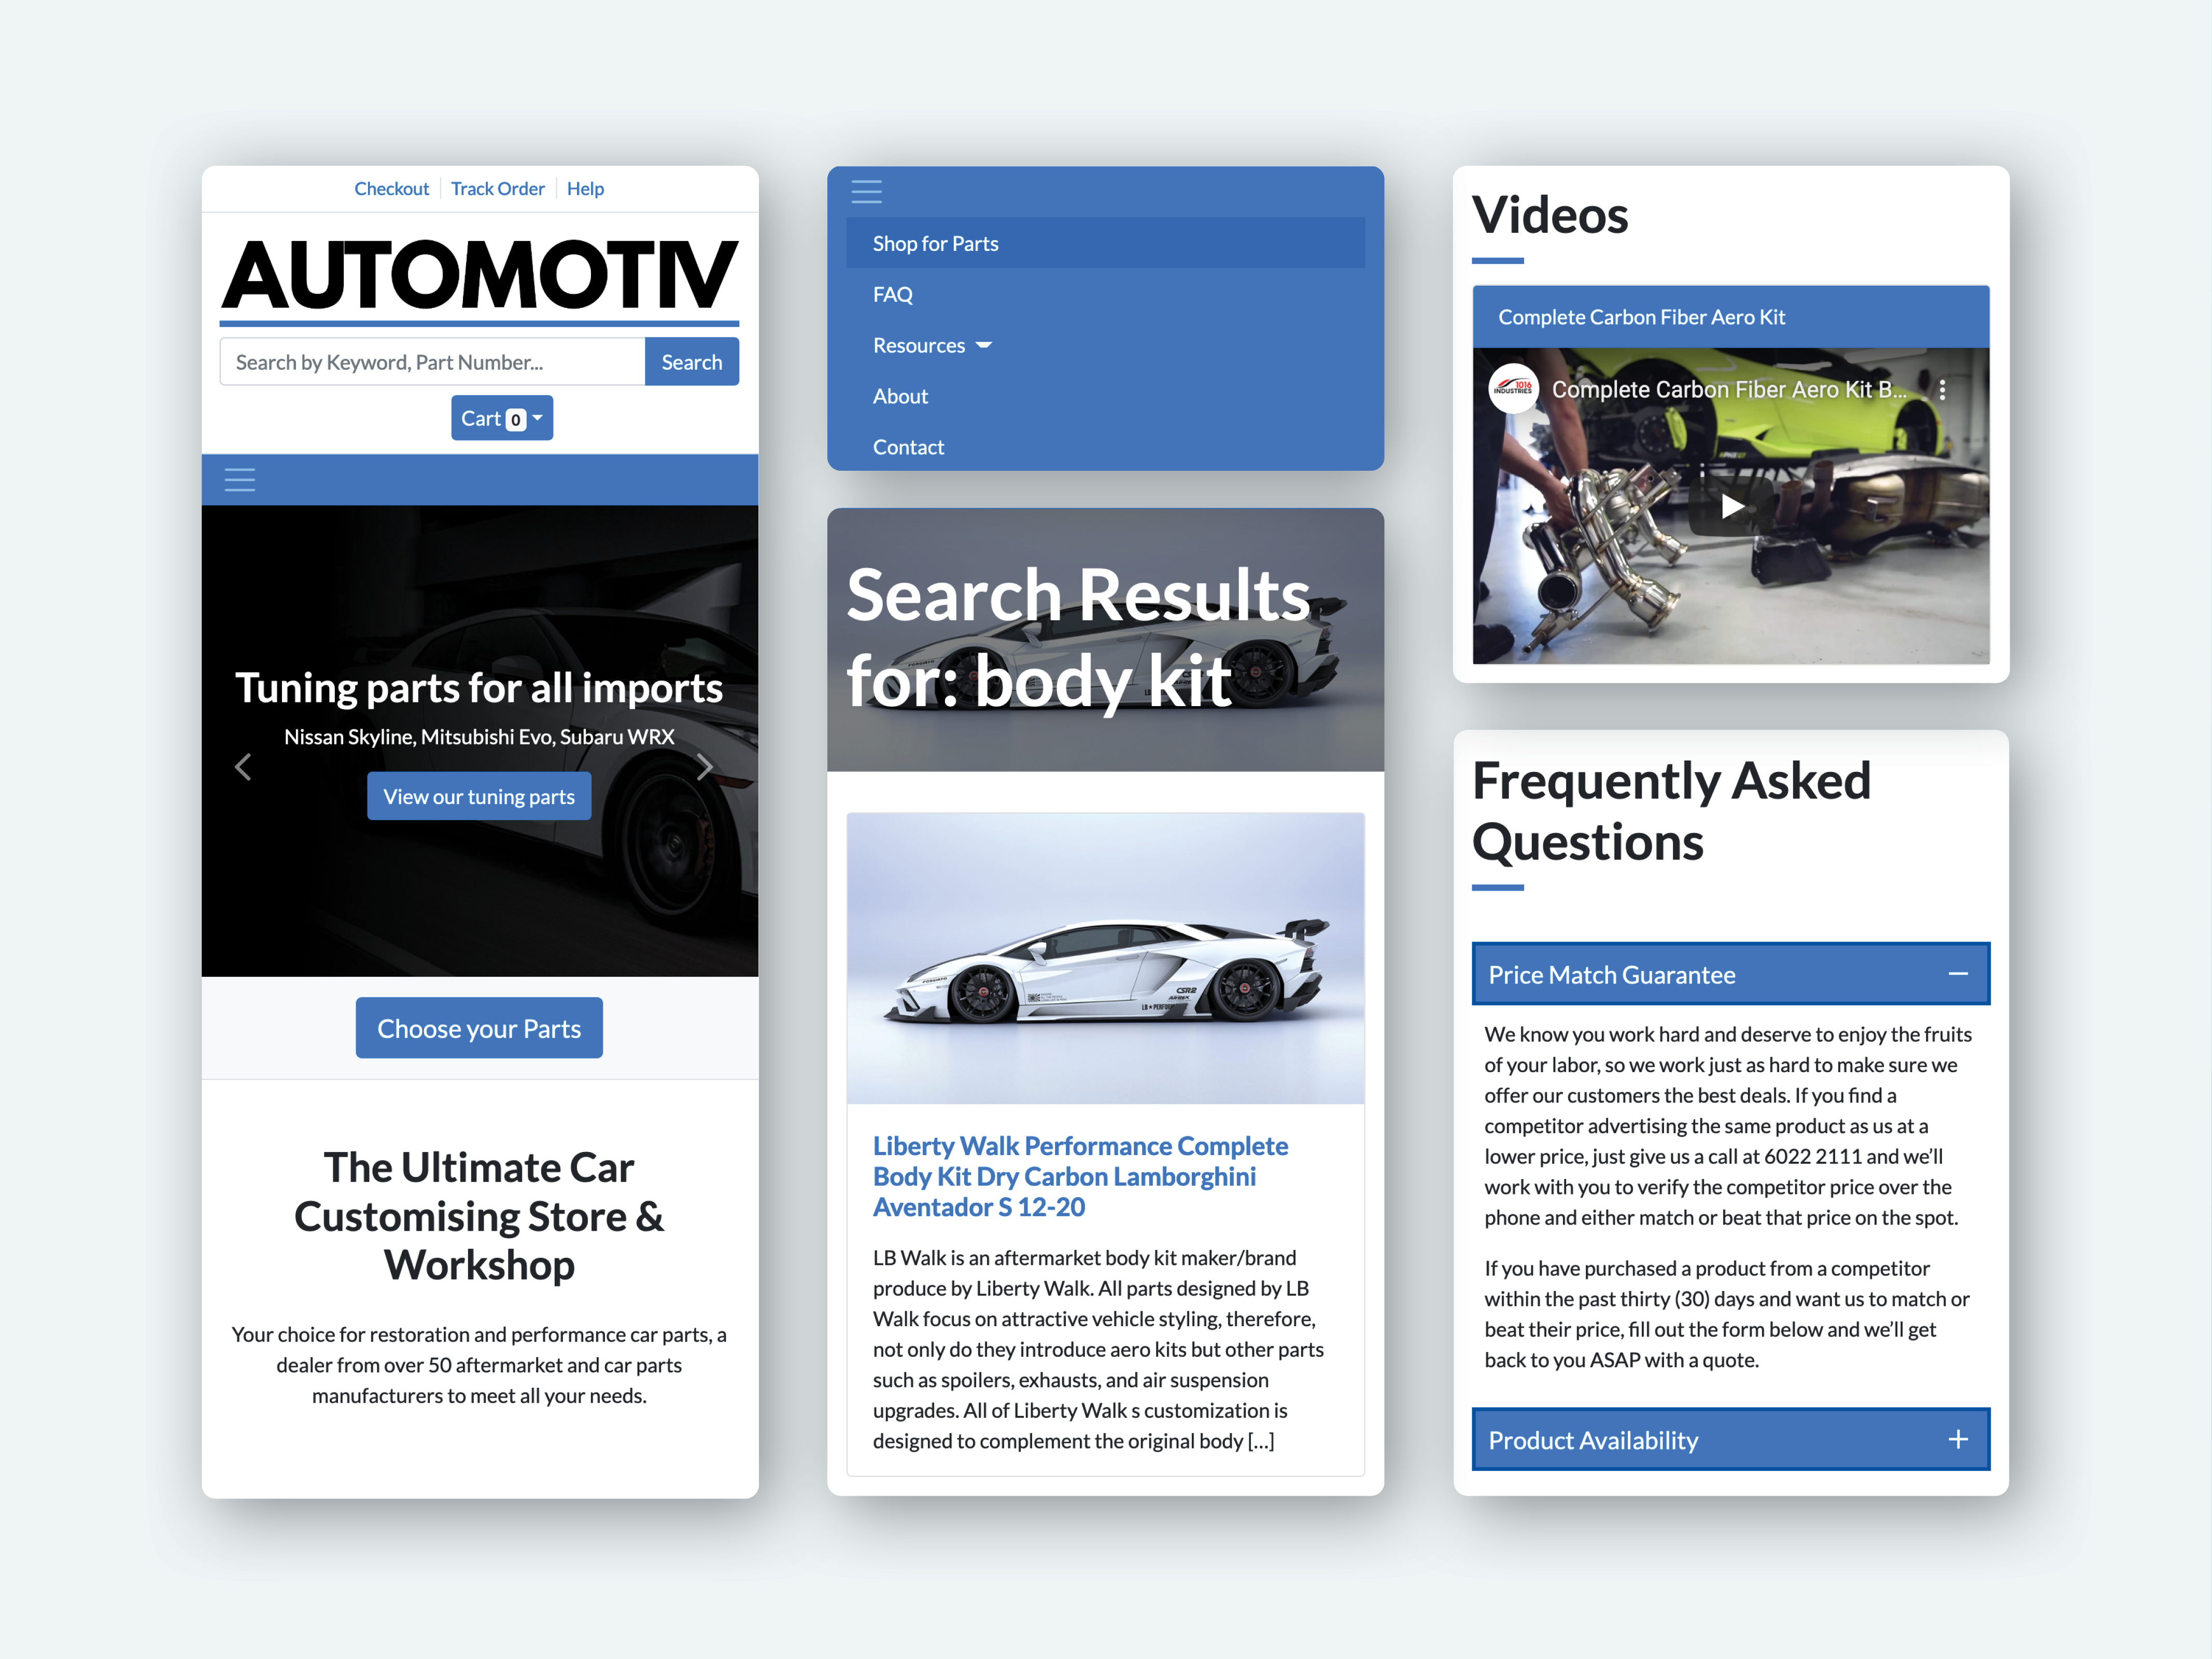 Checkout
Track Order
Help
AUTOMOTIV
Search by Keyword, Part Number...
Search
Cart 0
Tuning parts for all imports
Nissan Skyline, Mitsubishi Evo, Subaru WRX
View our tuning parts
Choose your Parts
The Ultimate Car
Customising Store &
Workshop
Your choice for restoration and performance car parts, a
dealer from over 50 aftermarket and car parts
manufacturers to meet all your needs.
Shop for Parts
FAQ
Resources
About
Contact
Search Results
for: body kit
CSR2
LB★PERFORM
Liberty Walk Performance Complete
Body Kit Dry Carbon Lamborghini
Aventador S 12-20
LB Walk is an aftermarket body kit maker/brand
produce by Liberty Walk. All parts designed by LB
Walk focus on attractive vehicle styling, therefore,
not only do they introduce aero kits but other parts
such as spoilers, exhausts, and air suspension
upgrades. All of Liberty Walk s customization is
designed to complement the original body [...]
Videos
Complete Carbon Fiber Aero Kit
1016
INDUSTRIES
Complete Carbon Fiber Aero Kit B...
Frequently Asked
Questions
Price Match Guarantee
We know you work hard and deserve to enjoy the fruits
of your labor, so we work just as hard to make sure we
offer our customers the best deals. If you find a
competitor advertising the same product as us at a
lower price, just give us a call at 6022 2111 and we’ll
work with you to verify the competitor price over the
phone and either match or beat that price on the spot.
If you have purchased a product from a competitor
within the past thirty (30) days and want us to match or
beat their price, fill out the form below and we’ll get
back to you ASAP with a quote.
Product Availability